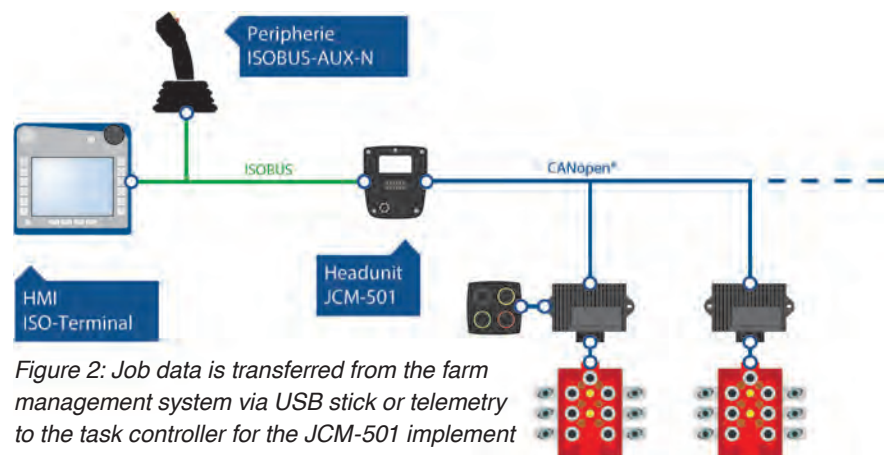 Peripherie
ISOBUS-AUX-N
ISOBUS
CANopen®
Headunit
JCM-501
HMI
ISO-Terminal
Figure 2: Job data is transferred from the farm
management system via USB stick or telemetry
to the task controller for the JCM-501 implement